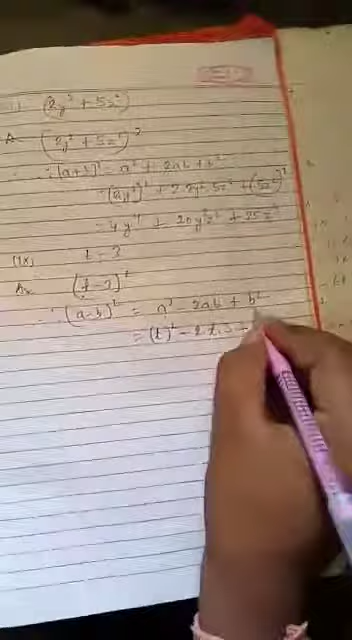 (2y² + 5z²)
A (2y² + 5z²)²
∴ (a+b)² = a² + 2ab + b²
= (2y²)² + 2.2y².5z² + (5z²)²
= 4y⁴ + 20y²z² + 25z⁴
(ix) t - 3
A. (t - 3)²
∴ (a-b)² = a² - 2ab + b²
= (t)² - 2.t.3 +